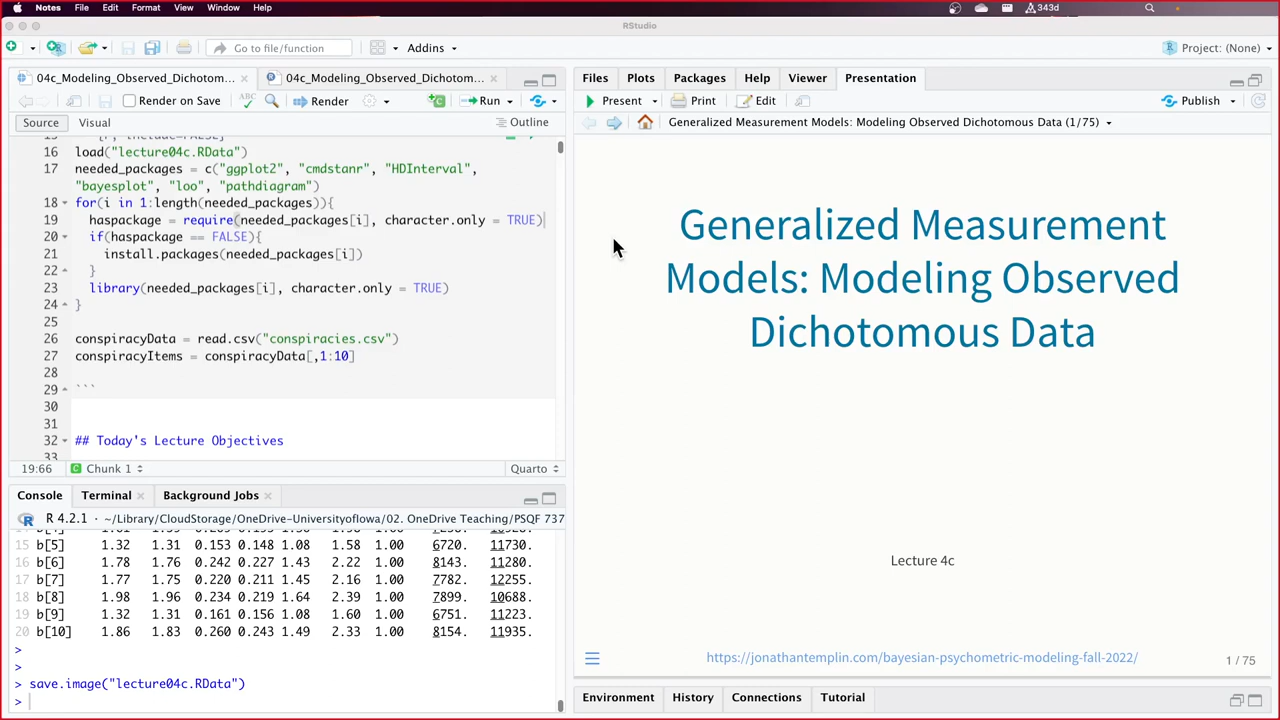 Notes File Edit Format View Window Help 343d
RStudio
Go to file/function Addins Project: (None)
04c_Modeling_Observed_Dichotom... 04c_Modeling_Observed_Dichotom...
Render on Save ABC Render Run
Source Visual Outline
16 load("lecture04c.RData")
17 needed_packages = c("ggplot2", "cmdstanr", "HDInterval",
"bayesplot", "loo", "pathdiagram")
18 for(i in 1:length(needed_packages)){
19 haspackage = require(needed_packages[i], character.only = TRUE)
20 if(haspackage == FALSE){
21 install.packages(needed_packages[i])
22 }
23 library(needed_packages[i], character.only = TRUE)
24 }
25
26 conspiracyData = read.csv("conspiracies.csv")
27 conspiracyItems = conspiracyData[,1:10]
28
29 ```
30
31
32 ## Today's Lecture Objectives
33
19:66 C Chunk 1 Quarto
Console Terminal Background Jobs
R R 4.2.1 · ~/Library/CloudStorage/OneDrive-UniversityofIowa/02. OneDrive Teaching/PSQF 737
15 b[5] 1.32 1.31 0.153 0.148 1.08 1.58 1.00 6720. 11730.
16 b[6] 1.78 1.76 0.242 0.227 1.43 2.22 1.00 8143. 11280.
17 b[7] 1.77 1.75 0.220 0.211 1.45 2.16 1.00 7782. 12255.
18 b[8] 1.98 1.96 0.234 0.219 1.64 2.39 1.00 7899. 10688.
19 b[9] 1.32 1.31 0.161 0.156 1.08 1.60 1.00 6751. 11223.
20 b[10] 1.86 1.83 0.260 0.243 1.49 2.33 1.00 8154. 11935.
>
>
> save.image("lecture04c.RData")
>
Files Plots Packages Help Viewer Presentation
Present Print Edit Publish
Generalized Measurement Models: Modeling Observed Dichotomous Data (1/75)
Generalized Measurement
Models: Modeling Observed
Dichotomous Data
Lecture 4c
https://jonathantemplin.com/bayesian-psychometric-modeling-fall-2022/ 1 / 75
Environment History Connections Tutorial